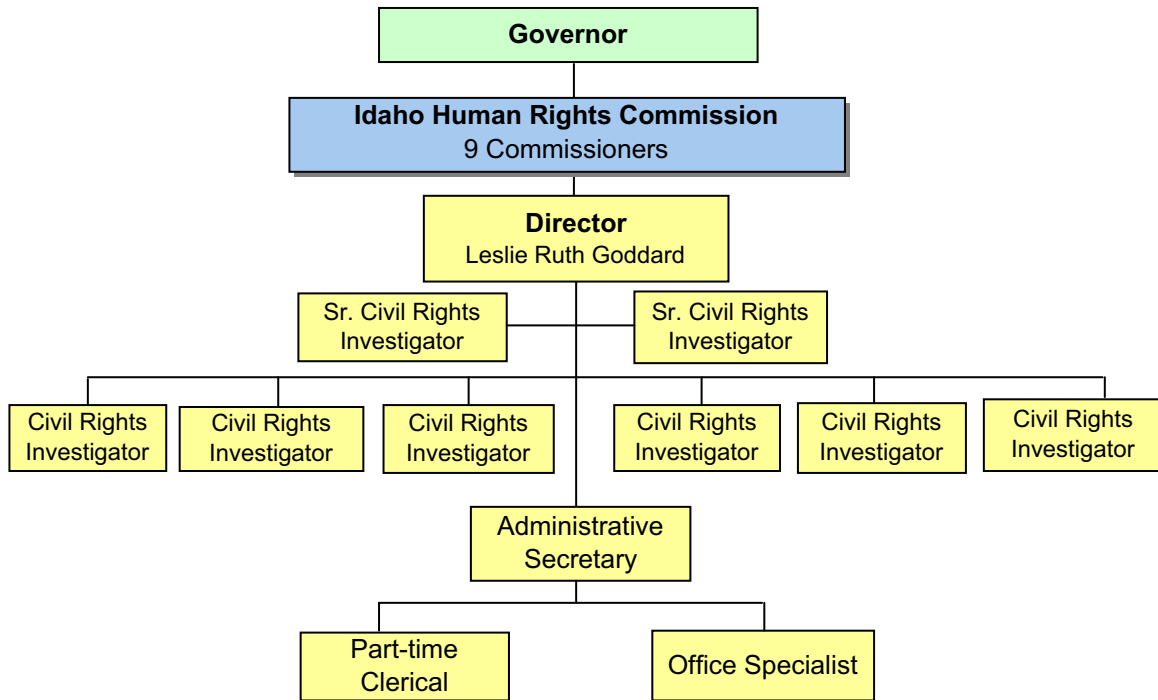 Governor
Idaho Human Rights Commission
9 Commissioners
Director
Leslie Ruth Goddard
Sr. Civil Rights
Investigator
Sr. Civil Rights
Investigator
Civil Rights
Investigator
Civil Rights
Investigator
Civil Rights
Investigator
Civil Rights
Investigator
Civil Rights
Investigator
Civil Rights
Investigator
Administrative
Secretary
Part-time
Clerical
Office Specialist